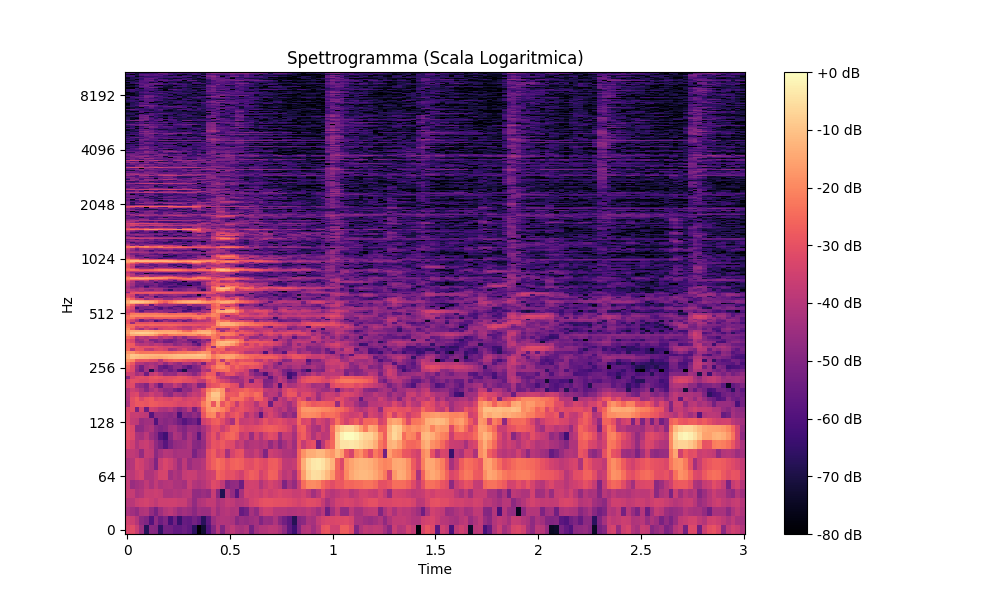 Spettrogramma (Scala Logaritmica)
Hz
8192
4096
2048
1024
512
256
128
64
0
0
0.5
1
1.5
2
2.5
3
Time
+0 dB
-10 dB
-20 dB
-30 dB
-40 dB
-50 dB
-60 dB
-70 dB
-80 dB